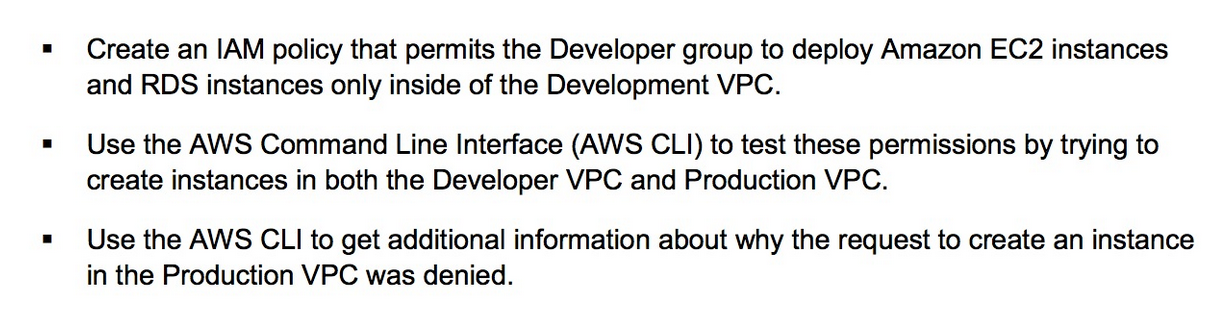 ▪ Create an IAM policy that permits the Developer group to deploy Amazon EC2 instances
and RDS instances only inside of the Development VPC.
▪ Use the AWS Command Line Interface (AWS CLI) to test these permissions by trying to
create instances in both the Developer VPC and Production VPC.
▪ Use the AWS CLI to get additional information about why the request to create an instance
in the Production VPC was denied.